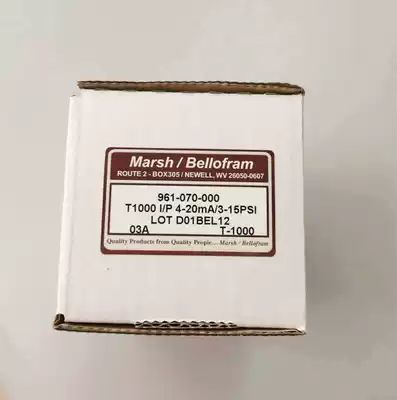 Marsh / Bellofram
ROUTE 2 - BOX305 / NEWELL, WV 26050-0607
961-070-000
T1000 I/P 4-20mA/3-15PSI
LOT D01BEL12
03A T-1000
Quality Products from Quality People.... Marsh / Bellofram